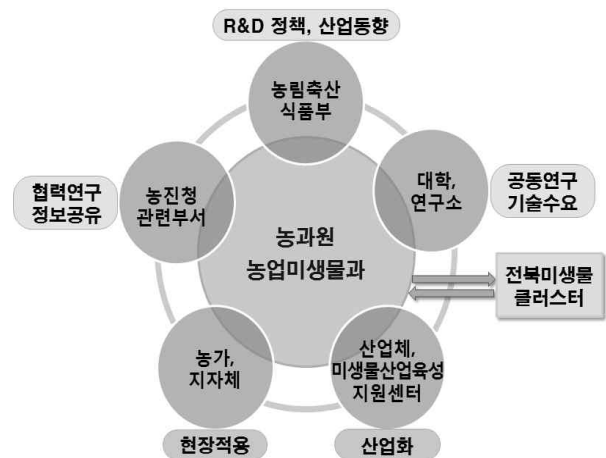 R&D 정책, 산업동향
농림축산
식품부
협력연구
정보공유
농진청
관련부서
대학,
연구소
공동연구
기술수요
농과원
농업미생물과
전북미생물
클러스터
농가,
지자체
산업체,
미생물산업육성
지원센터
현장적용
산업화